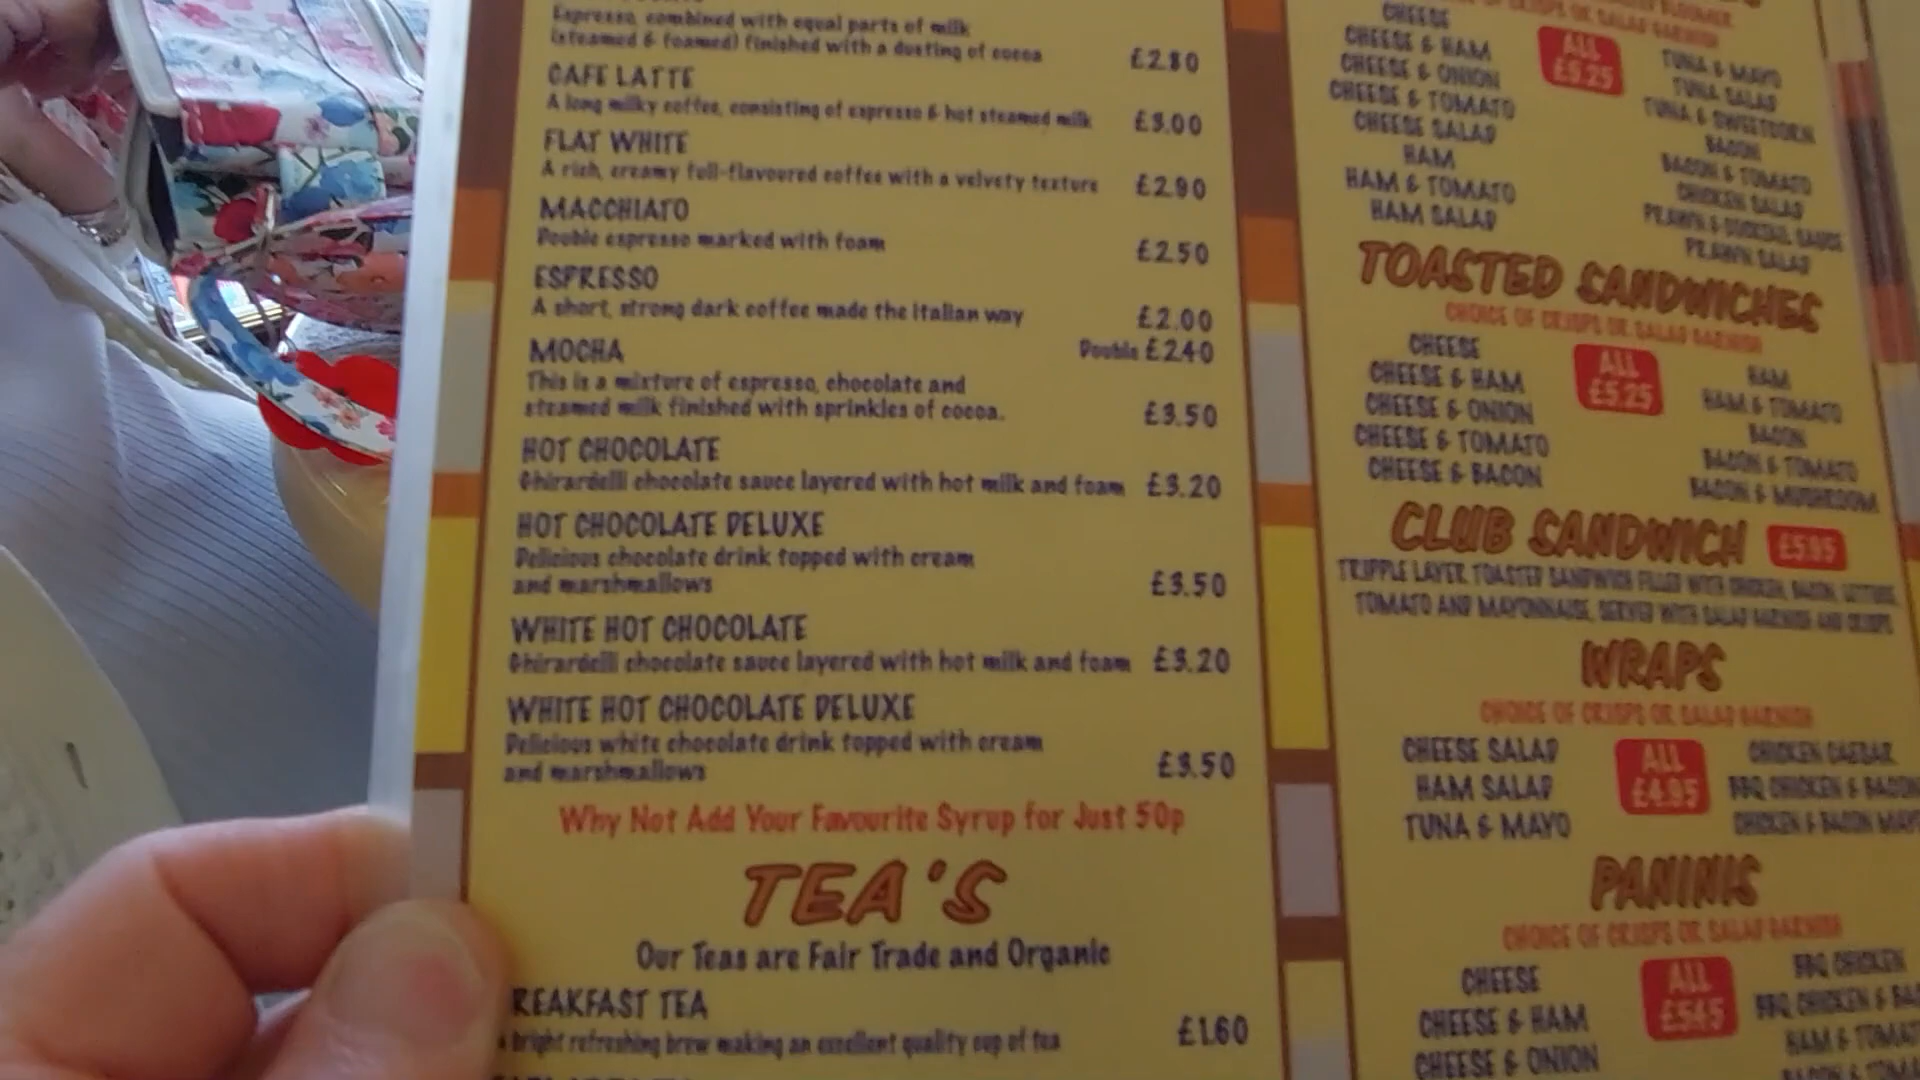 Espresso, combined with equal parts of milk
(steamed & foamed) finished with a dusting of cocoa £2.80
CAFE LATTE
A long milky coffee, consisting of espresso & hot steamed milk £3.00
FLAT WHITE
A rich, creamy full-flavoured coffee with a velvety texture £2.90
MACCHIATO
Double espresso marked with foam £2.50
ESPRESSO
A short, strong dark coffee made the Italian way £2.00
MOCHA Double £2.40
This is a mixture of espresso, chocolate and
steamed milk finished with sprinkles of cocoa. £3.50
HOT CHOCOLATE
Ghirardelli chocolate sauce layered with hot milk and foam £3.20
HOT CHOCOLATE DELUXE
Delicious chocolate drink topped with cream
and marshmallows £3.50
WHITE HOT CHOCOLATE
Ghirardelli chocolate sauce layered with hot milk and foam £3.20
WHITE HOT CHOCOLATE DELUXE
Delicious white chocolate drink topped with cream
and marshmallows £3.50
Why Not Add Your Favourite Syrup for Just 50p
TEA'S
Our Teas are Fair Trade and Organic
REAKFAST TEA
bright refreshing brew making an excellent quality cup of tea £1.60
OF CRISPS OR SALAD GARNISH
CHEESE
CHEESE & HAM
CHEESE & ONION
CHEESE & TOMATO
CHEESE SALAD
HAM
HAM & TOMATO
HAM SALAD
ALL
£5.25
TUNA & MAYO
TUNA SALAD
TUNA & SWEETCORN
BACON
BACON & TOMATO
CHICKEN SALAD
PRAWN & COCKTAIL SAUCE
PRAWN SALAD
TOASTED SANDWICHES
CHOICE OF CRISPS OR SALAD GARNISH
CHEESE
CHEESE & HAM
CHEESE & ONION
CHEESE & TOMATO
CHEESE & BACON
ALL
£5.25
HAM
HAM & TOMATO
BACON
BACON & TOMATO
BACON & MUSHROOM
CLUB SANDWICH £5.95
TRIPPLE LAYER TOASTED SANDWICH FILLED WITH CHICKEN, BACON, LETTUCE,
TOMATO AND MAYONNAISE, SERVED WITH SALAD GARNISH AND CRISPS
WRAPS
CHOICE OF CRISPS OR SALAD GARNISH
CHEESE SALAD
HAM SALAD
TUNA & MAYO
ALL
£4.95
CHICKEN CAESAR
BBQ CHICKEN & BACON
CHICKEN & BACON MAYO
PANINIS
CHOICE OF CRISPS OR SALAD GARNISH
CHEESE
CHEESE & HAM
CHEESE & ONION
ALL
£5.45
BBQ CHICKEN
BBQ CHICKEN & BA
HAM & TOMAT
BACON & TOMA